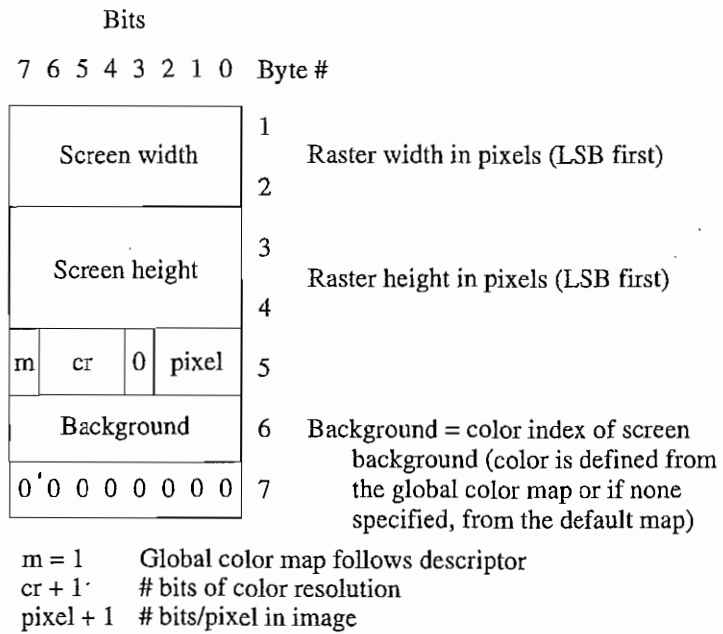 Bits
7 6 5 4 3 2 1 0 Byte #
1
Screen width Raster width in pixels (LSB first)
2
3
Screen height Raster height in pixels (LSB first)
4
m cr 0 pixel 5
Background 6 Background = color index of screen
background (color is defined from
0 0 0 0 0 0 0 0 7 the global color map or if none
specified, from the default map)
m = 1 Global color map follows descriptor
cr + 1 # bits of color resolution
pixel + 1 # bits/pixel in image